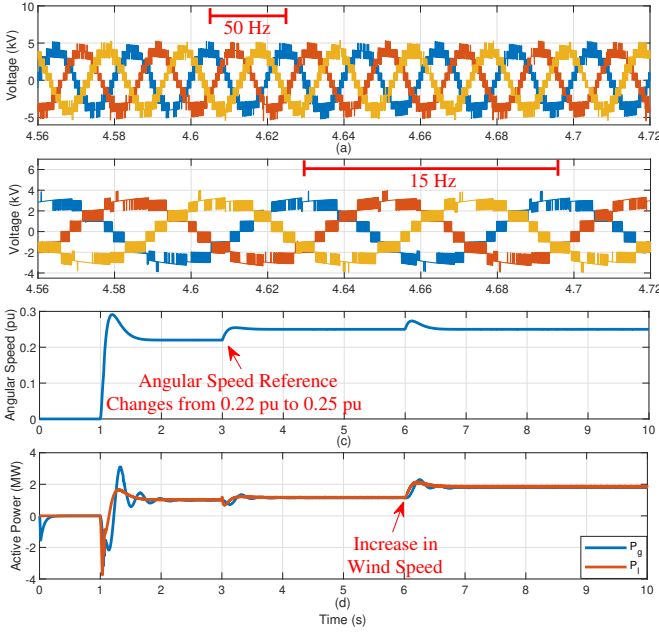 10
5
0
-5
Voltage (kV)
50 Hz
4.56 4.58 4.6 4.62 4.64 4.66 4.68 4.7 4.72
(a)
6
4
2
0
-2
-4
Voltage (kV)
15 Hz
4.56 4.58 4.6 4.62 4.64 4.66 4.68 4.7 4.72
0.3
0.2
0.1
0
Angular Speed (pu)
Angular Speed Reference
Changes from 0.22 pu to 0.25 pu
0 1 2 3 4 5 6 7 8 9 10
(c)
4
2
0
-2
-4
Active Power (MW)
Increase in
Wind Speed
P_g
P_l
0 1 2 3 4 5 6 7 8 9 10
(d)
Time (s)